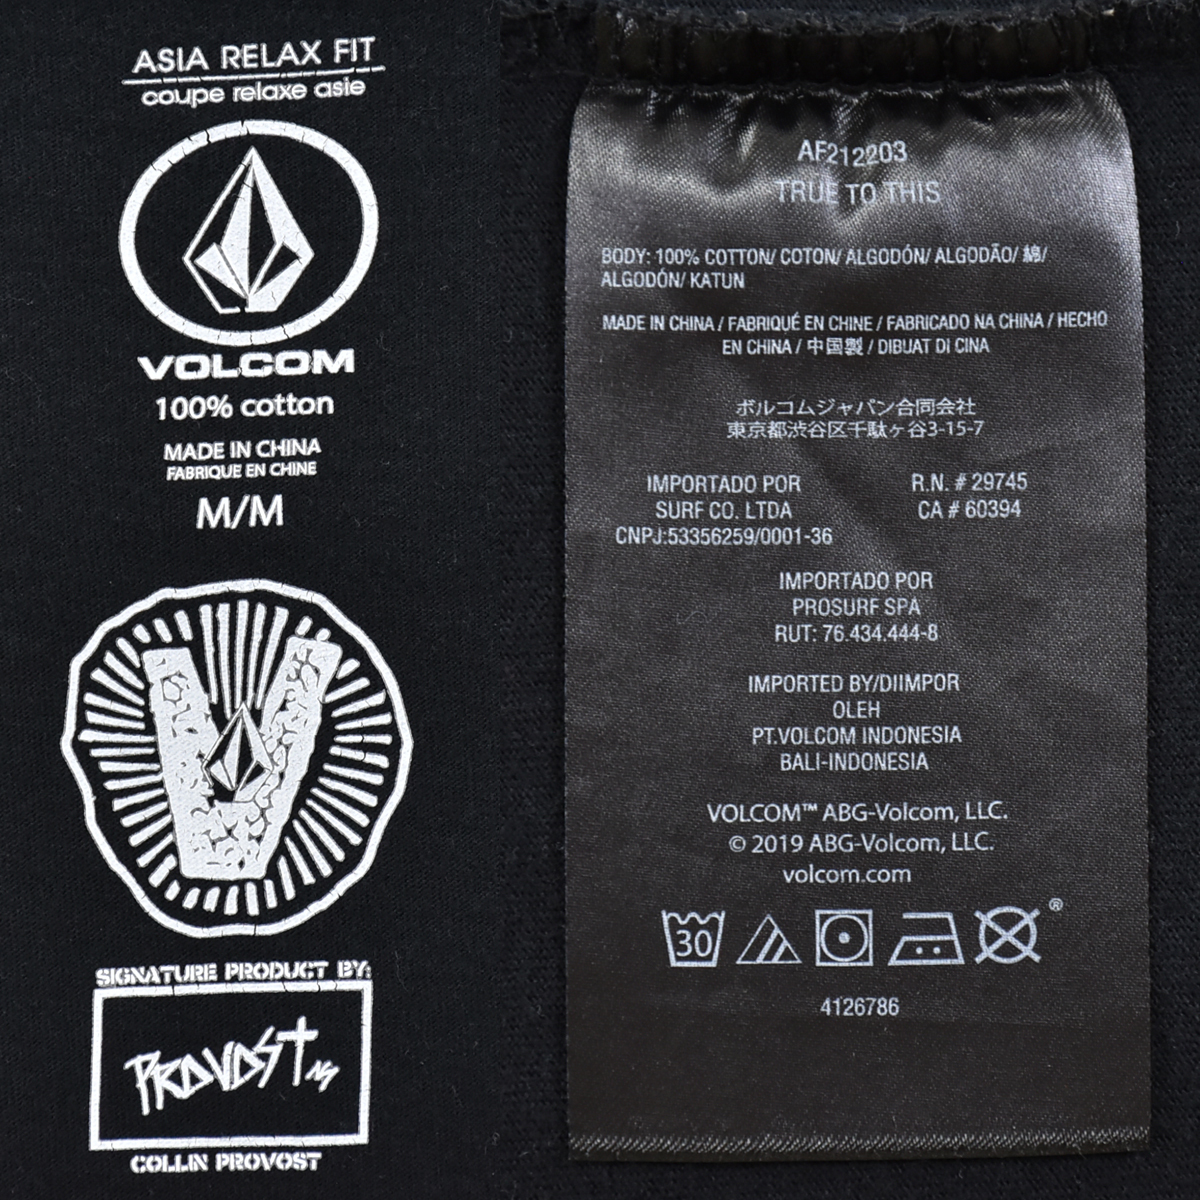 ASIA RELAX FIT
coupe relaxe asie
VOLCOM
100% cotton
MADE IN CHINA
FABRIQUE EN CHINE
M/M
V
SIGNATURE PRODUCT BY:
PROVOST
COLLIN PROVOST
AF212203
TRUE TO THIS
BODY: 100% COTTON/ COTON/ ALGODÓN/ ALGODÃO/ 綿/
ALGODÓN/ KATUN
MADE IN CHINA / FABRIQUÉ EN CHINE / FABRICADO NA CHINA / HECHO
EN CHINA / 中国製 / DIBUAT DI CINA
ボルコムジャパン合同会社
東京都渋谷区千駄ヶ谷3-15-7
IMPORTADO POR
SURF CO. LTDA
CNPJ:53356259/0001-36
R.N. # 29745
CA # 60394
IMPORTADO POR
PROSURF SPA
RUT: 76.434.444-8
IMPORTED BY/DIIMPOR
OLEH
PT.VOLCOM INDONESIA
BALI-INDONESIA
VOLCOM™ ABG-Volcom, LLC.
© 2019 ABG-Volcom, LLC.
volcom.com
30 ®
4126786